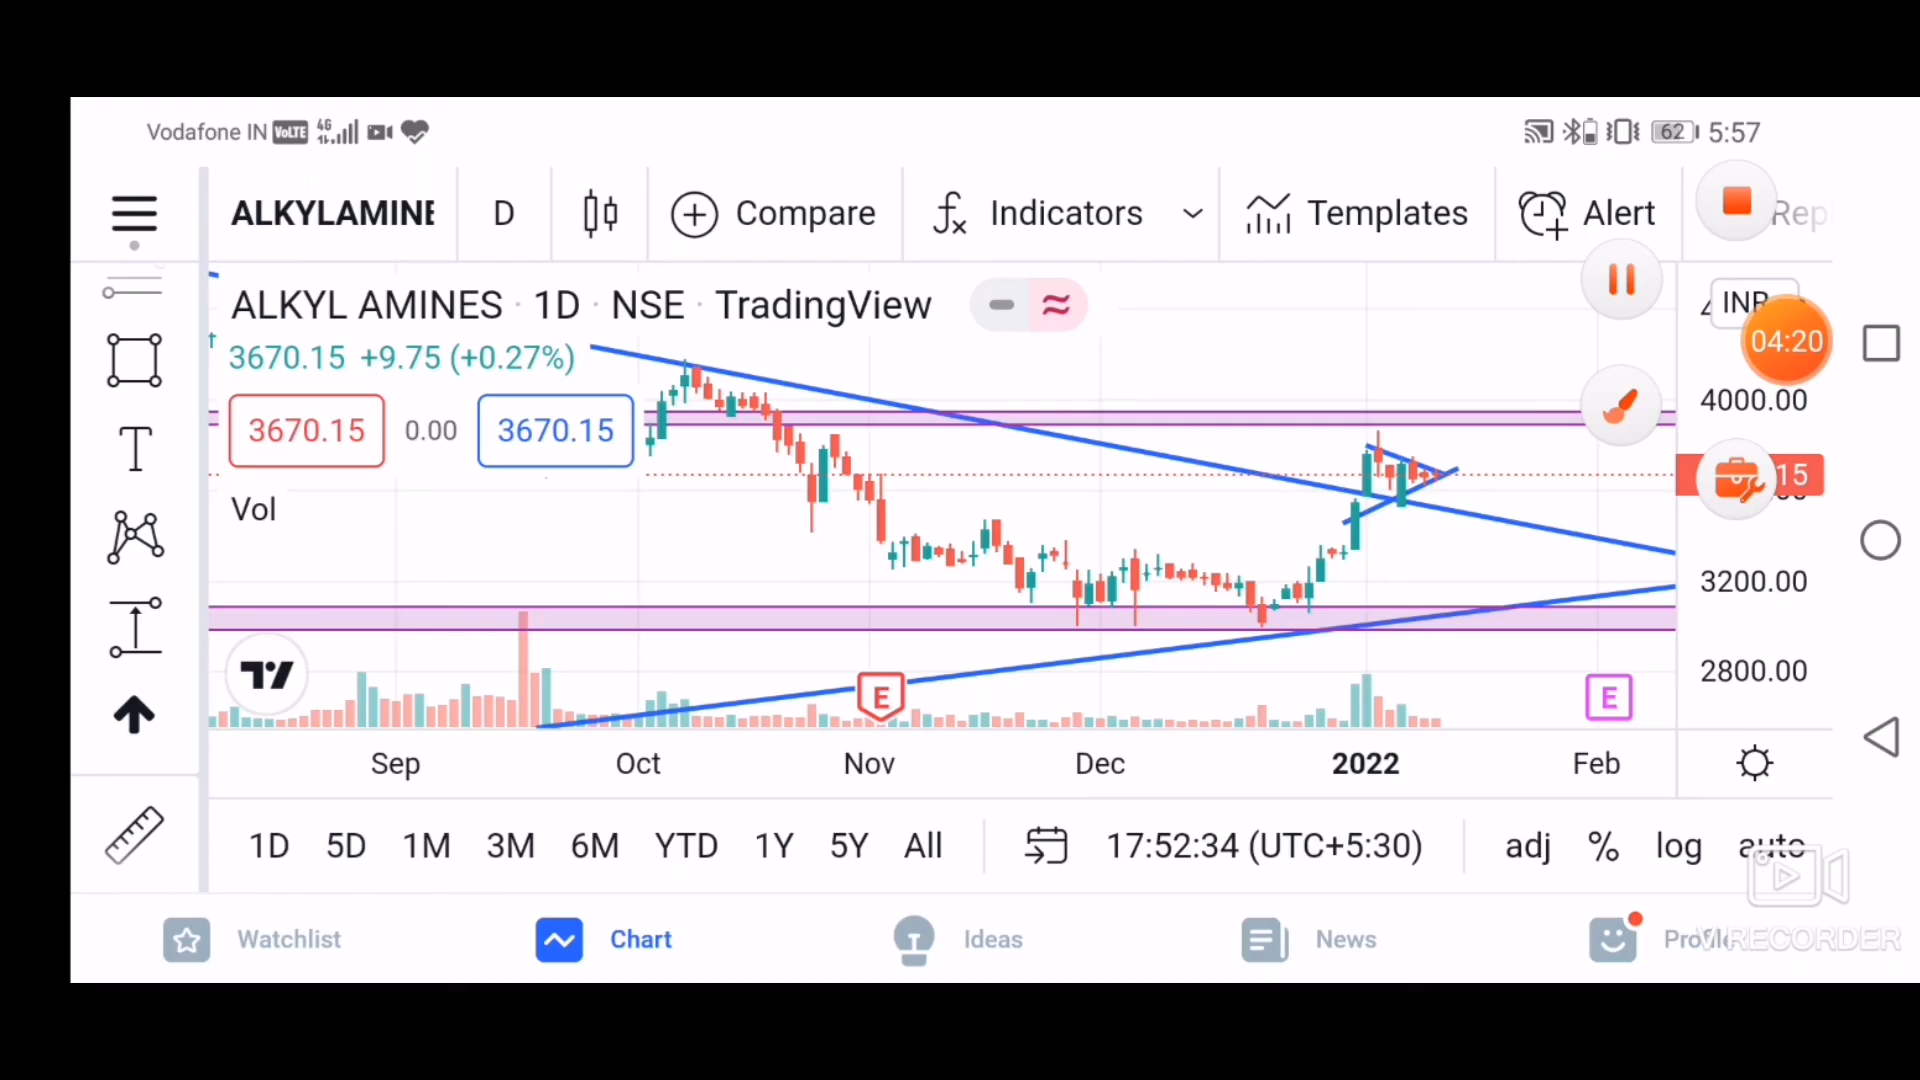 Vodafone IN VoLTE 4G 62 5:57
ALKYLAMINE D Compare Indicators Templates Alert Rep
ALKYL AMINES · 1D · NSE · TradingView
INR
3670.15 +9.75 (+0.27%)
04:20
4000.00
3670.15 0.00 3670.15
15
Vol
3200.00
2800.00
E E
Sep Oct Nov Dec 2022 Feb
1D 5D 1M 3M 6M YTD 1Y 5Y All 17:52:34 (UTC+5:30) adj % log auto
Watchlist Chart Ideas News Profile
RECORDER